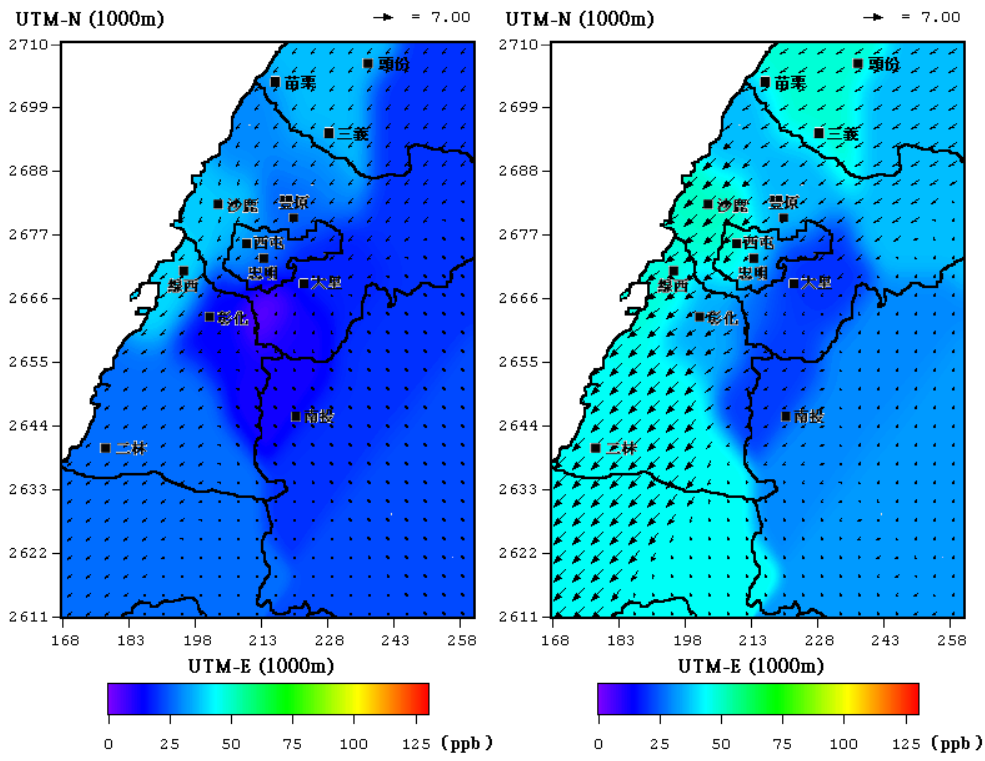 UTM-N (1000m) = 7.00
2710
2699
2688
2677
2666
2655
2644
2633
2622
2611
頭份
苗栗
三義
沙鹿
豐原
西屯
忠明
大里
線西
彰化
南投
二林
168 183 198 213 228 243 258
UTM-E (1000m)
0 25 50 75 100 125 (ppb)
UTM-N (1000m) = 7.00
2710
2699
2688
2677
2666
2655
2644
2633
2622
2611
頭份
苗栗
三義
沙鹿
豐原
西屯
忠明
大里
線西
彰化
南投
二林
168 183 198 213 228 243 258
UTM-E (1000m)
0 25 50 75 100 125 (ppb)